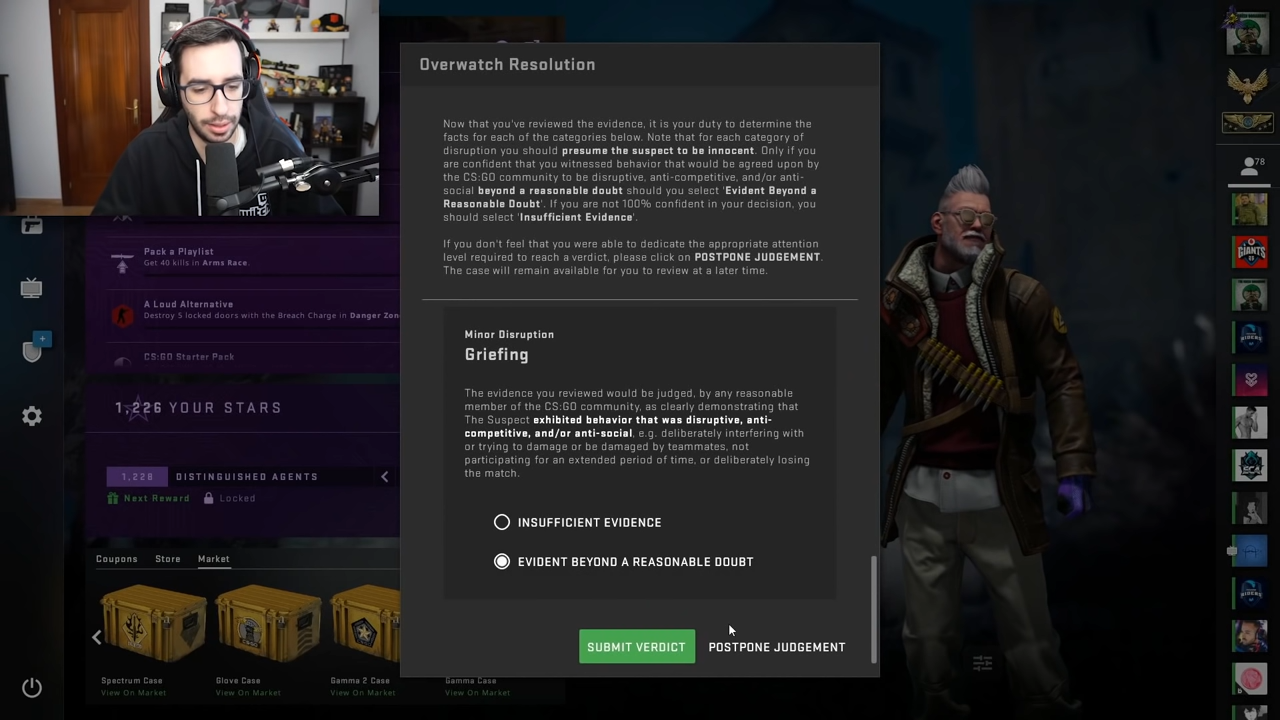 Overwatch Resolution
Now that you've reviewed the evidence, it is your duty to determine the
facts for each of the categories below. Note that for each category of
disruption you should presume the suspect to be innocent. Only if you
are confident that you witnessed behavior that would be agreed upon by
the CS:GO community to be disruptive, anti-competitive, and/or anti-
social beyond a reasonable doubt should you select 'Evident Beyond a
Reasonable Doubt'. If you are not 100% confident in your decision, you
should select 'Insufficient Evidence'.
If you don't feel that you were able to dedicate the appropriate attention
level required to reach a verdict, please click on POSTPONE JUDGEMENT.
The case will remain available for you to review at a later time.
Minor Disruption
Griefing
The evidence you reviewed would be judged, by any reasonable
member of the CS:GO community, as clearly demonstrating that
The Suspect exhibited behavior that was disruptive, anti-
competitive, and/or anti-social, e.g. deliberately interfering with
or trying to damage or be damaged by teammates, not
participating for an extended period of time, or deliberately losing
the match.
INSUFFICIENT EVIDENCE
EVIDENT BEYOND A REASONABLE DOUBT
SUBMIT VERDICT
POSTPONE JUDGEMENT
Pack a Playlist
Get 40 kills in Arms Race.
A Loud Alternative
Destroy 5 locked doors with the Breach Charge in Danger Zon
CS:GO Starter Pack
1,226 YOUR STARS
1,228 DISTINGUISHED AGENTS
Next Reward Locked
Coupons Store Market
Spectrum Case Glove Case Gamma 2 Case Gamma Case
View On Market View On Market View On Market View On Market
78
GIANTS
RIDERS
RIDERS